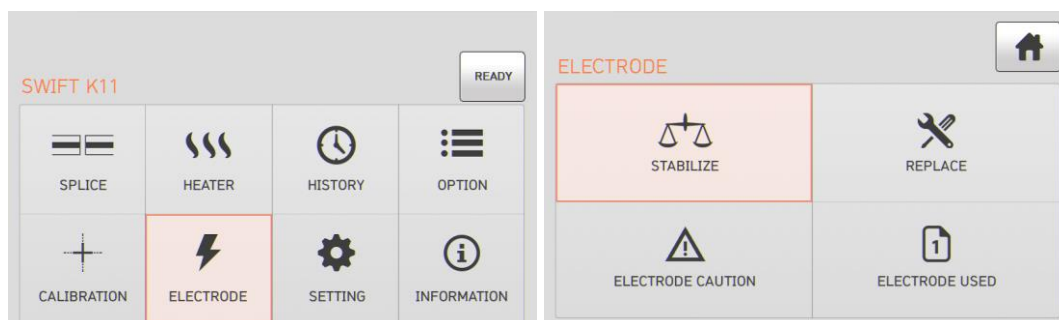 SWIFT K11
READY
SPLICE
HEATER
HISTORY
OPTION
CALIBRATION
ELECTRODE
SETTING
INFORMATION
ELECTRODE
STABILIZE
REPLACE
ELECTRODE CAUTION
1
ELECTRODE USED